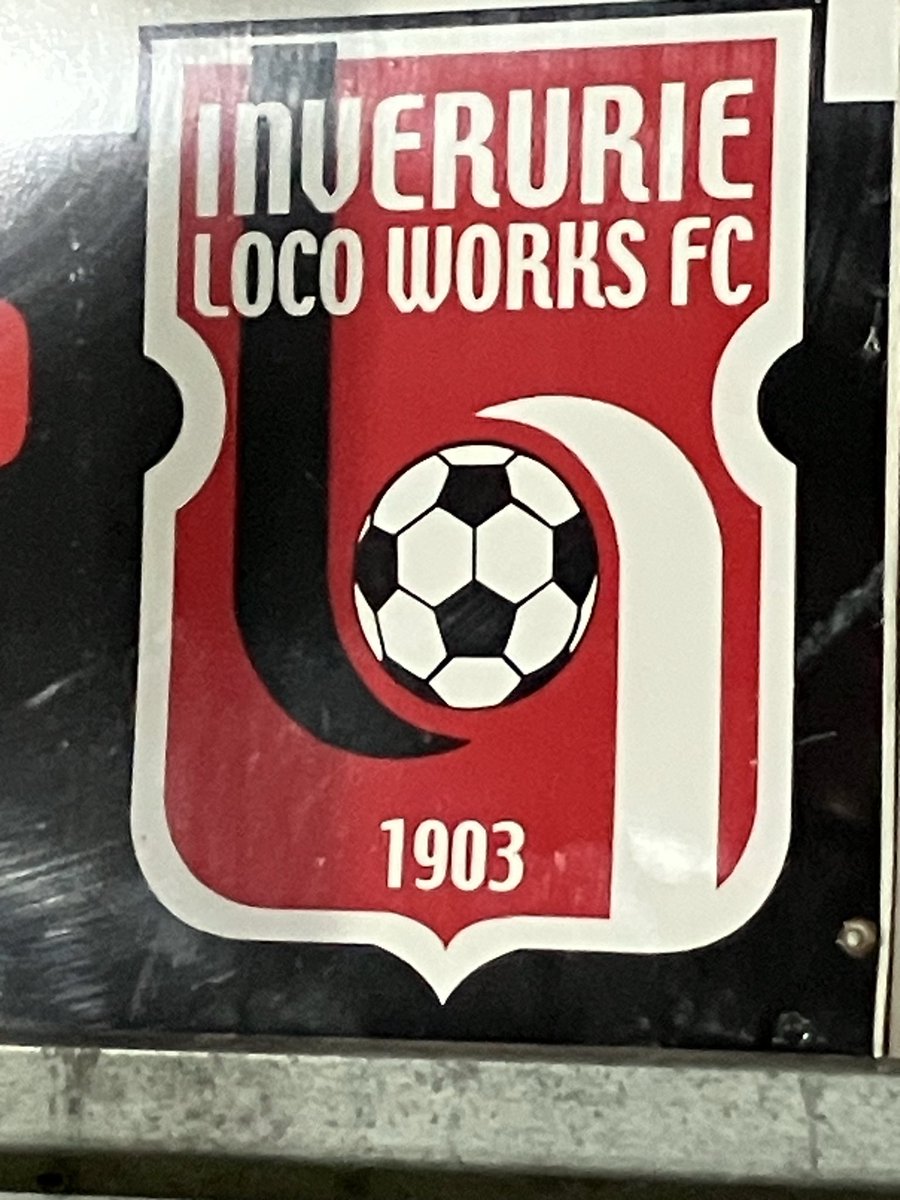 INVERURIE
LOCO WORKS FC
1903